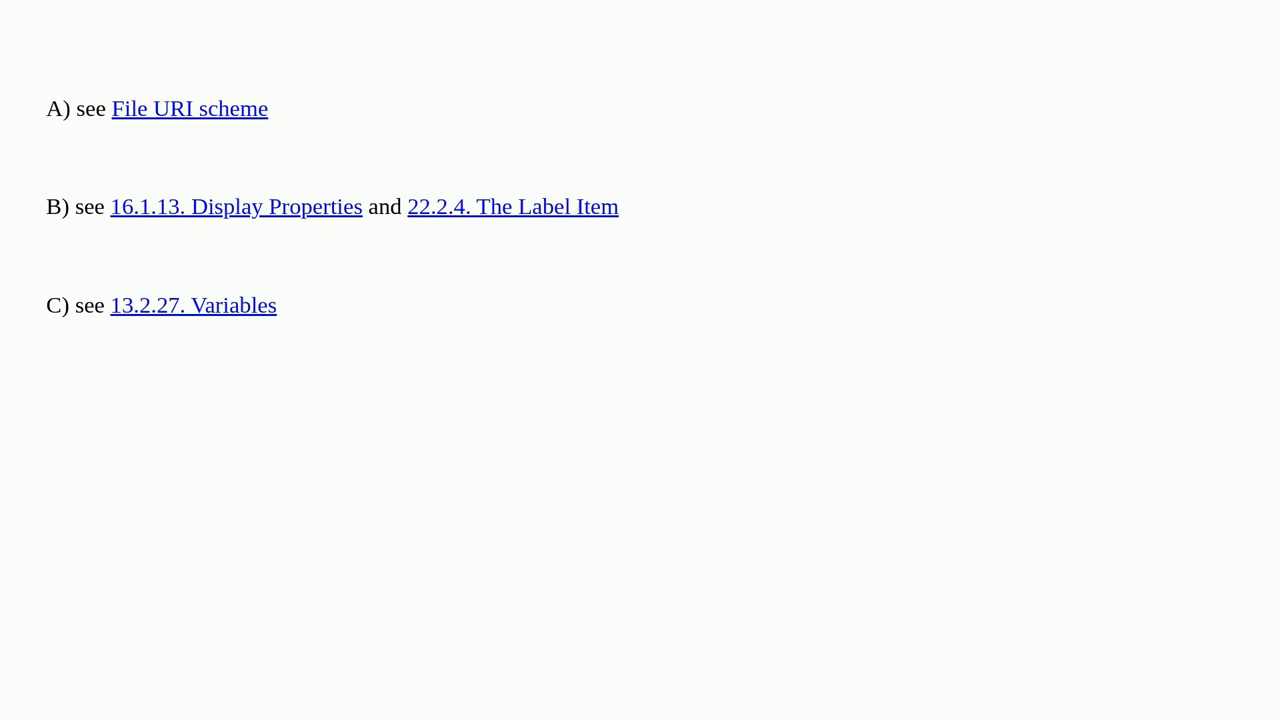 A) see File URI scheme
B) see 16.1.13. Display Properties and 22.2.4. The Label Item
C) see 13.2.27. Variables